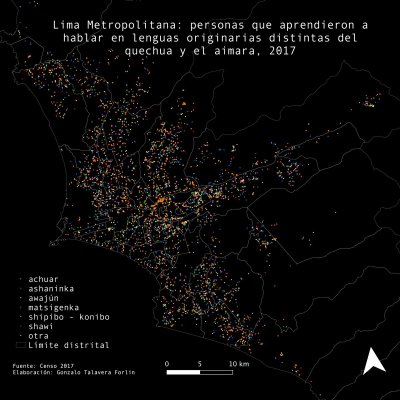 Lima Metropolitana: personas que aprendieron a
hablar en lenguas originarias distintas del
quechua y el aimara, 2017
achuar
ashaninka
awajún
matsigenka
shipibo - konibo
shawi
otra
Límite distrital
Fuente: Censo 2017
Elaboración: Gonzalo Talavera Forlin
0 5 10 km